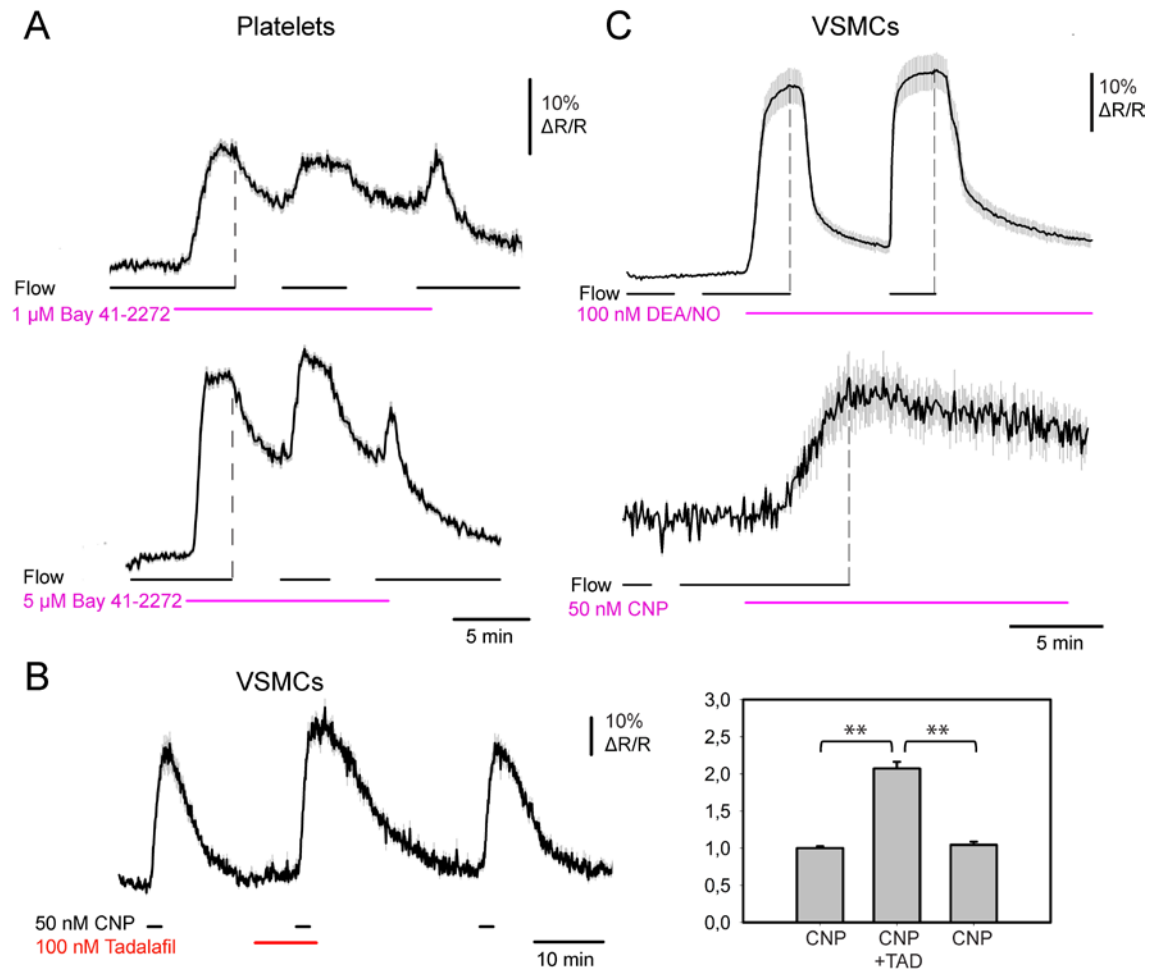 A
Platelets
10%
ΔR/R
Flow
1 µM Bay 41-2272
Flow
5 µM Bay 41-2272
5 min
C
VSMCs
10%
ΔR/R
Flow
100 nM DEA/NO
Flow
50 nM CNP
5 min
B
VSMCs
10%
ΔR/R
50 nM CNP
100 nM Tadalafil
10 min
3,0
2,5
2,0
1,5
1,0
0,5
0,0
** **
CNP CNP CNP
+TAD